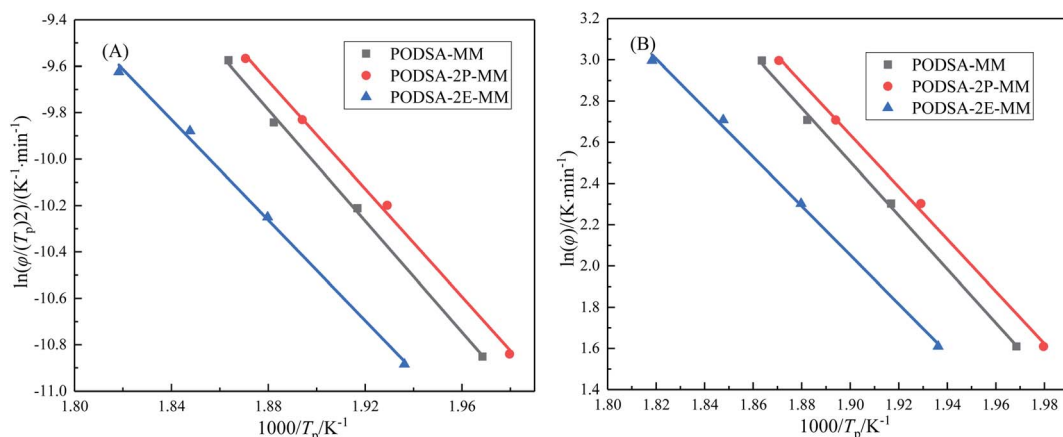 (A)
PODSA-MM
PODSA-2P-MM
PODSA-2E-MM
-9.4
-9.6
-9.8
-10.0
-10.2
-10.4
-10.6
-10.8
-11.0
ln(φ/(Tp)2)/(K-1·min-1)
1.80 1.84 1.88 1.92 1.96
1000/Tp/K-1
(B)
PODSA-MM
PODSA-2P-MM
PODSA-2E-MM
3.2
3.0
2.8
2.6
2.4
2.2
2.0
1.8
1.6
1.4
ln(φ)/(K·min-1)
1.80 1.82 1.84 1.86 1.88 1.90 1.92 1.94 1.96 1.98
1000/Tp/K-1